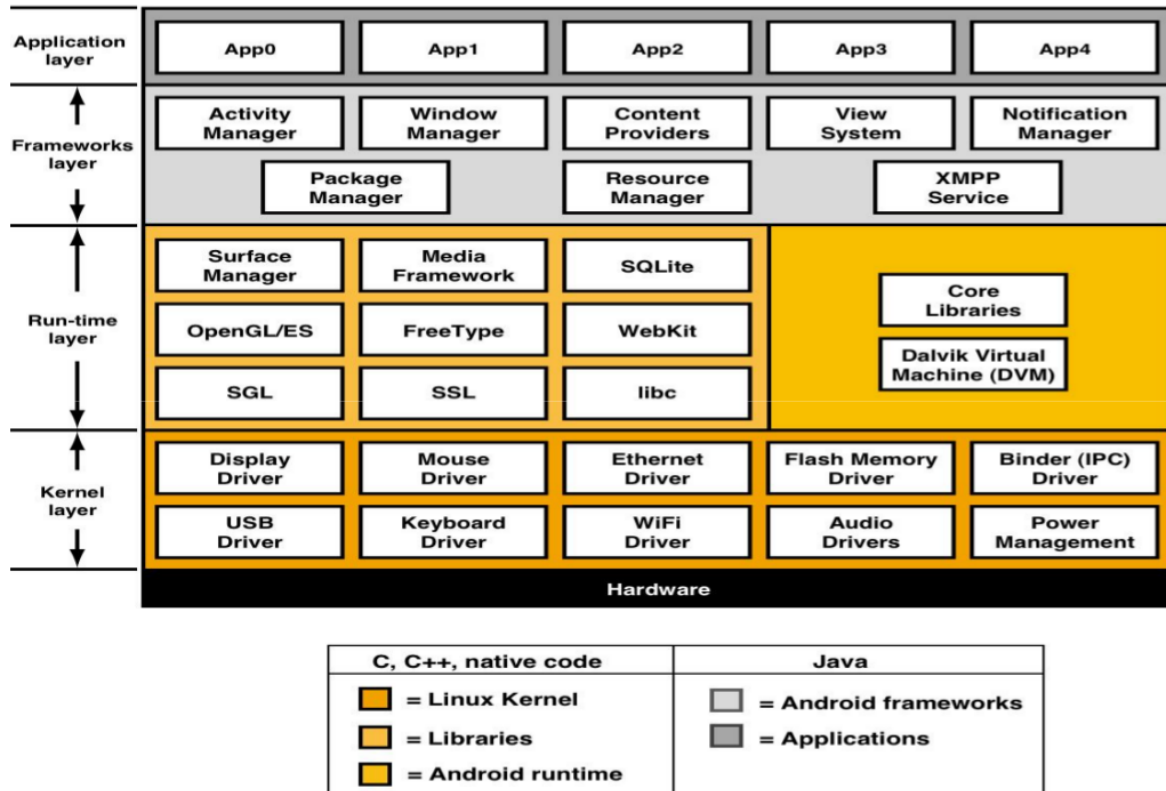 Application
layer
App0
App1
App2
App3
App4
Frameworks
layer
Activity
Manager
Window
Manager
Content
Providers
View
System
Notification
Manager
Package
Manager
Resource
Manager
XMPP
Service
Run-time
layer
Surface
Manager
Media
Framework
SQLite
OpenGL/ES
FreeType
WebKit
SGL
SSL
libc
Core
Libraries
Dalvik Virtual
Machine (DVM)
Kernel
layer
Display
Driver
Mouse
Driver
Ethernet
Driver
Flash Memory
Driver
Binder (IPC)
Driver
USB
Driver
Keyboard
Driver
WiFi
Driver
Audio
Drivers
Power
Management
Hardware
C, C++, native code
= Linux Kernel
= Libraries
= Android runtime
Java
= Android frameworks
= Applications